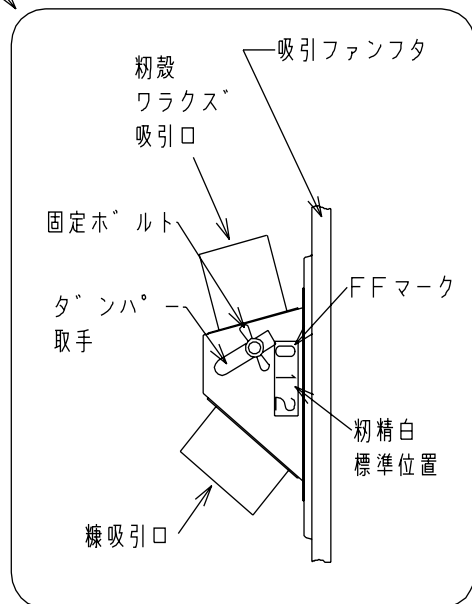 吸引ファンフタ
籾殻
ワラクズ
吸引口
固定ボルト
ダンパー
取手
FFマーク
0 1 2
籾精白
標準位置
糠吸引口